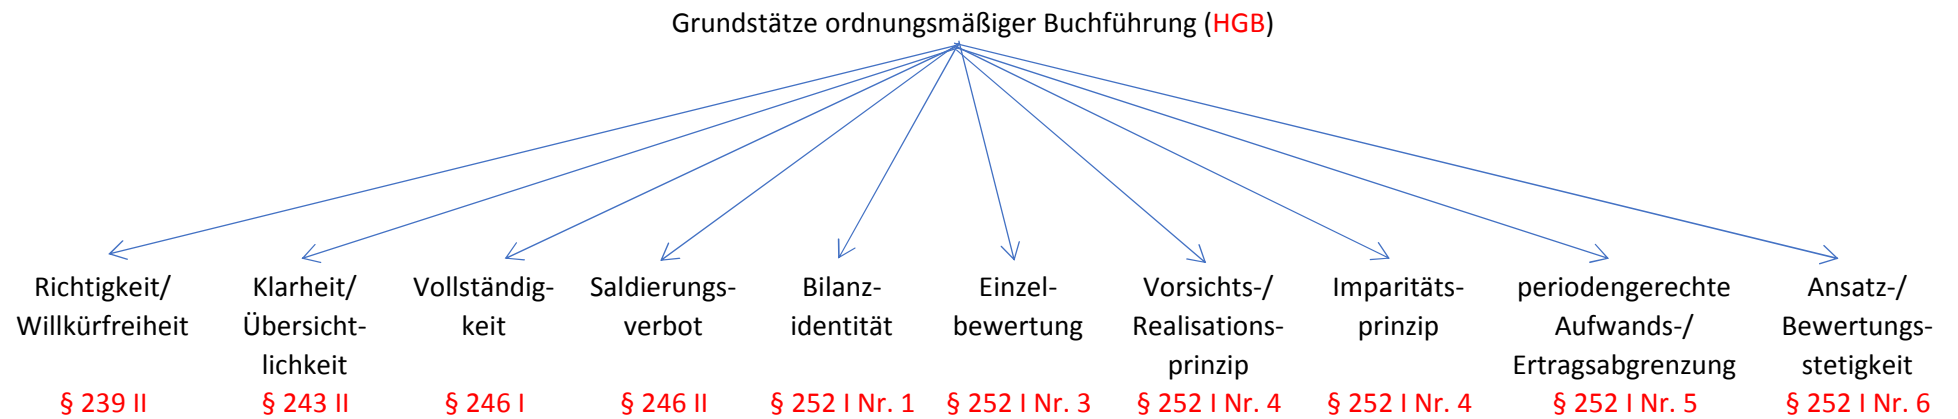 Grundstätze ordnungsmäßiger Buchführung (HGB)
Richtigkeit/
Willkürfreiheit
§ 239 II
Klarheit/
Übersicht-
lichkeit
§ 243 II
Vollständig-
keit
§ 246 I
Saldierungs-
verbot
§ 246 II
Bilanz-
identität
§ 252 I Nr. 1
Einzel-
bewertung
§ 252 I Nr. 3
Vorsichts-/
Realisations-
prinzip
§ 252 I Nr. 4
Imparitäts-
prinzip
§ 252 I Nr. 4
periodengerechte
Aufwands-/
Ertragsabgrenzung
§ 252 I Nr. 5
Ansatz-/
Bewertungs-
stetigkeit
§ 252 I Nr. 6